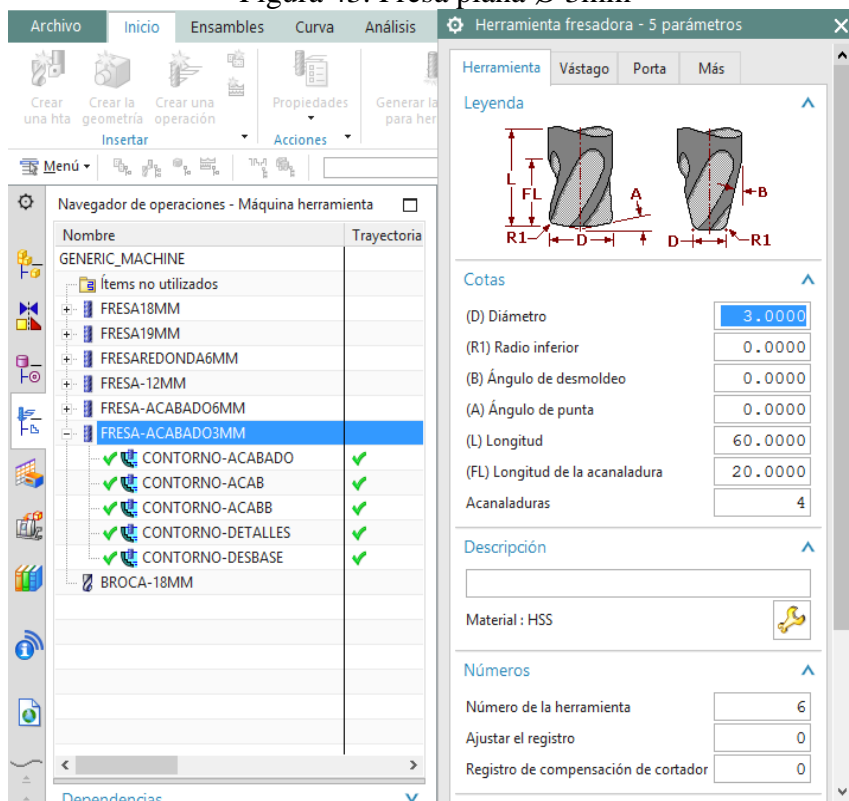 Figura 43. Fresa plana Ø 3mm
Archivo Inicio Ensambles Curva Análisis
Crear una hta
Crear la geometría
Crear una operación
Propiedades
Generar la
para her
Insertar
Acciones
Menú
Navegador de operaciones - Máquina herramienta
Nombre Trayectoria
GENERIC_MACHINE
Ítems no utilizados
FRESA18MM
FRESA19MM
FRESAREDONDA6MM
FRESA-12MM
FRESA-ACABADO6MM
FRESA-ACABADO3MM
CONTORNO-ACABADO
CONTORNO-ACAB
CONTORNO-ACABB
CONTORNO-DETALLES
CONTORNO-DESBASE
BROCA-18MM
Dependencias
Herramienta fresadora - 5 parámetros
Herramienta Vástago Porta Más
Leyenda
L FL A B
R1 D D R1
Cotas
(D) Diámetro 3.0000
(R1) Radio inferior 0.0000
(B) Ángulo de desmoldeo 0.0000
(A) Ángulo de punta 0.0000
(L) Longitud 60.0000
(FL) Longitud de la acanaladura 20.0000
Acanaladuras 4
Descripción
Material : HSS
Números
Número de la herramienta 6
Ajustar el registro 0
Registro de compensación de cortador 0